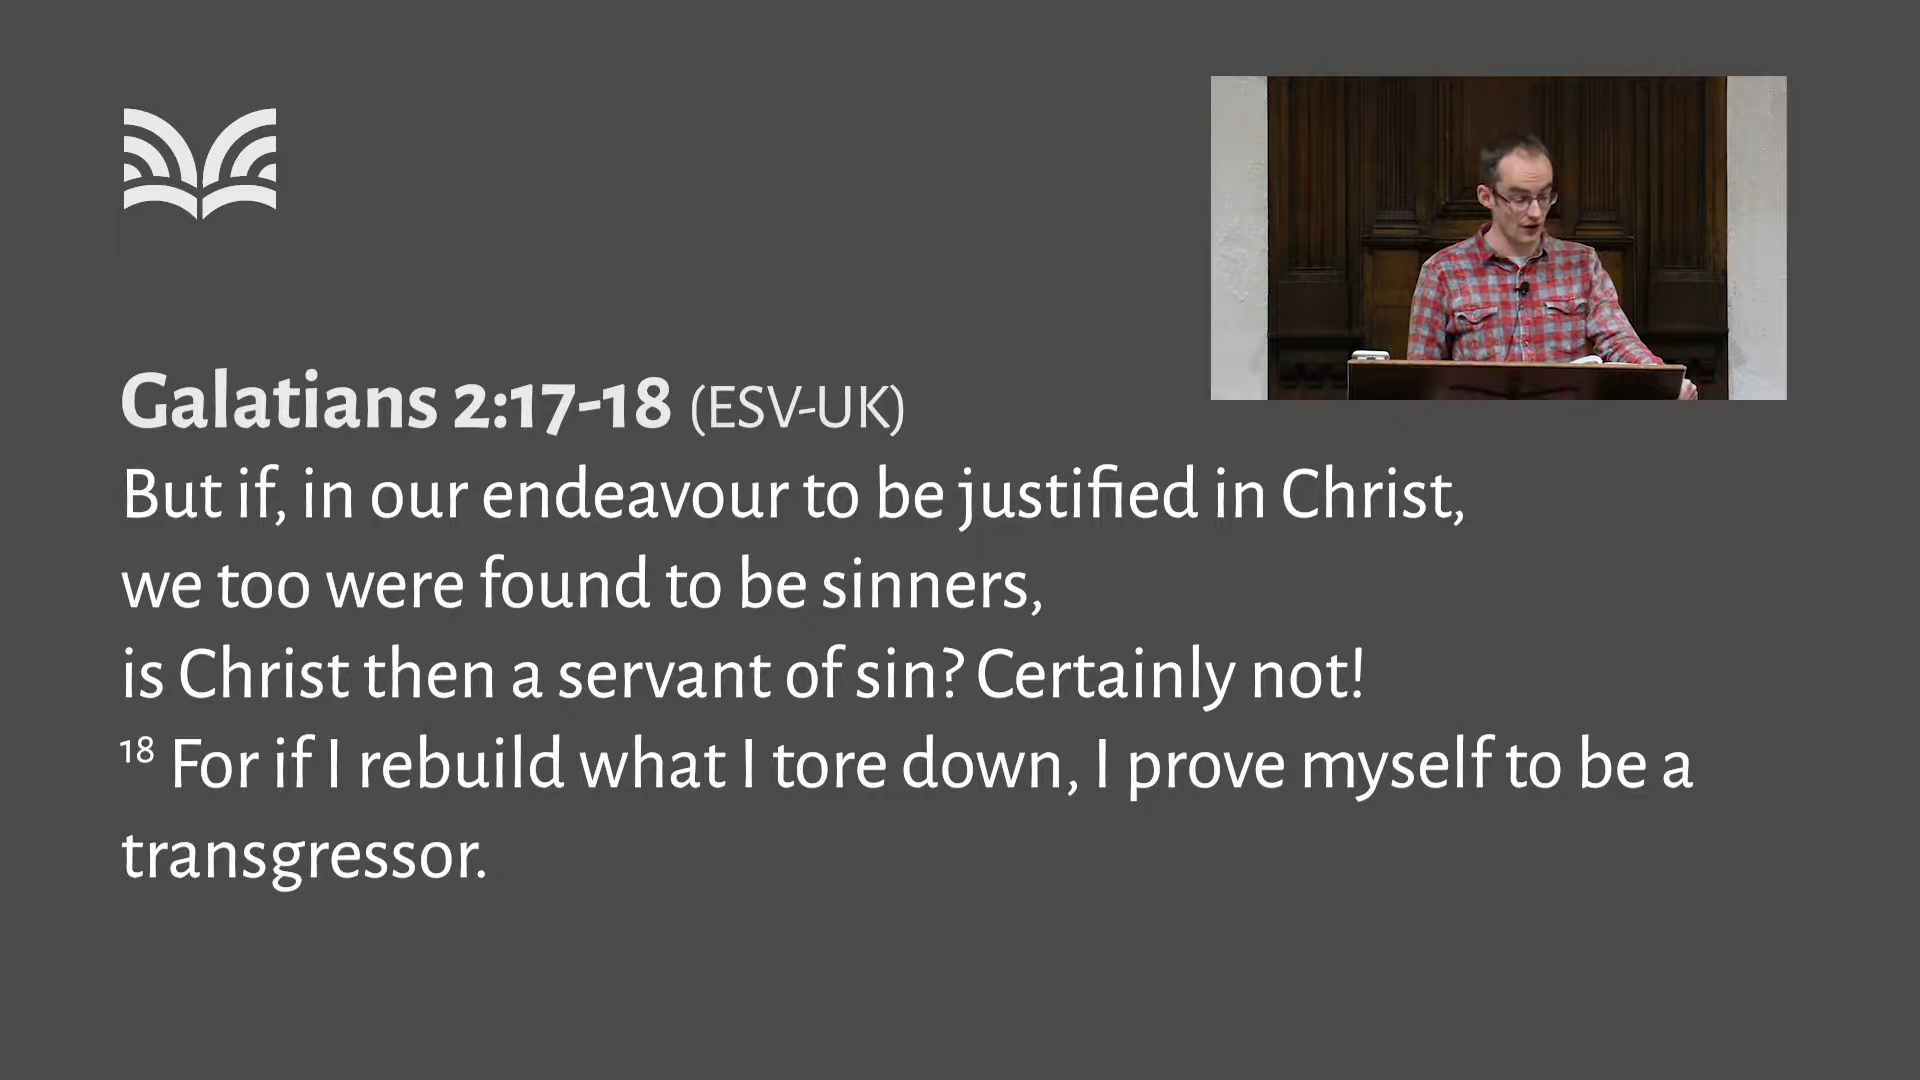 Galatians 2:17-18 (ESV-UK)
But if, in our endeavour to be justified in Christ,
we too were found to be sinners,
is Christ then a servant of sin? Certainly not!
18 For if I rebuild what I tore down, I prove myself to be a
transgressor.